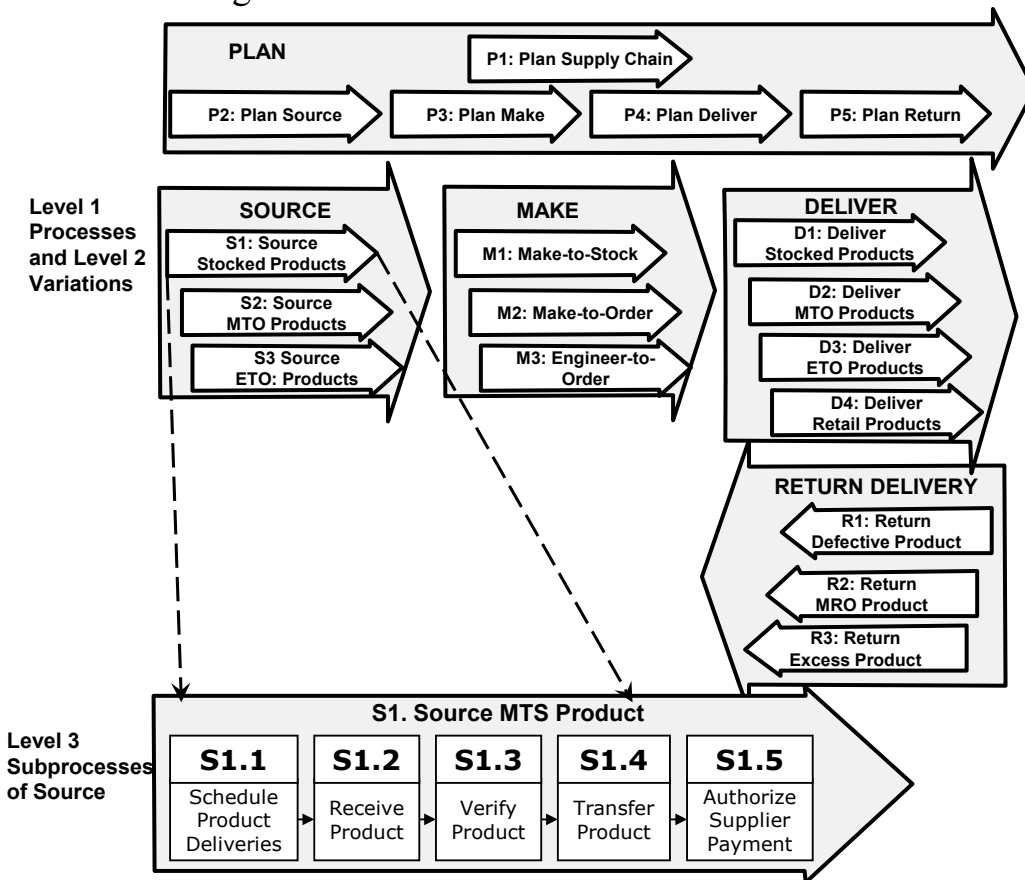 PLAN
P1: Plan Supply Chain
P2: Plan Source
P3: Plan Make
P4: Plan Deliver
P5: Plan Return
Level 1
Processes
and Level 2
Variations
SOURCE
S1: Source
Stocked Products
S2: Source
MTO Products
S3 Source
ETO: Products
MAKE
M1: Make-to-Stock
M2: Make-to-Order
M3: Engineer-to-
Order
DELIVER
D1: Deliver
Stocked Products
D2: Deliver
MTO Products
D3: Deliver
ETO Products
D4: Deliver
Retail Products
RETURN DELIVERY
R1: Return
Defective Product
R2: Return
MRO Product
R3: Return
Excess Product
Level 3
Subprocesses
of Source
S1. Source MTS Product
S1.1
Schedule
Product
Deliveries
S1.2
Receive
Product
S1.3
Verify
Product
S1.4
Transfer
Product
S1.5
Authorize
Supplier
Payment